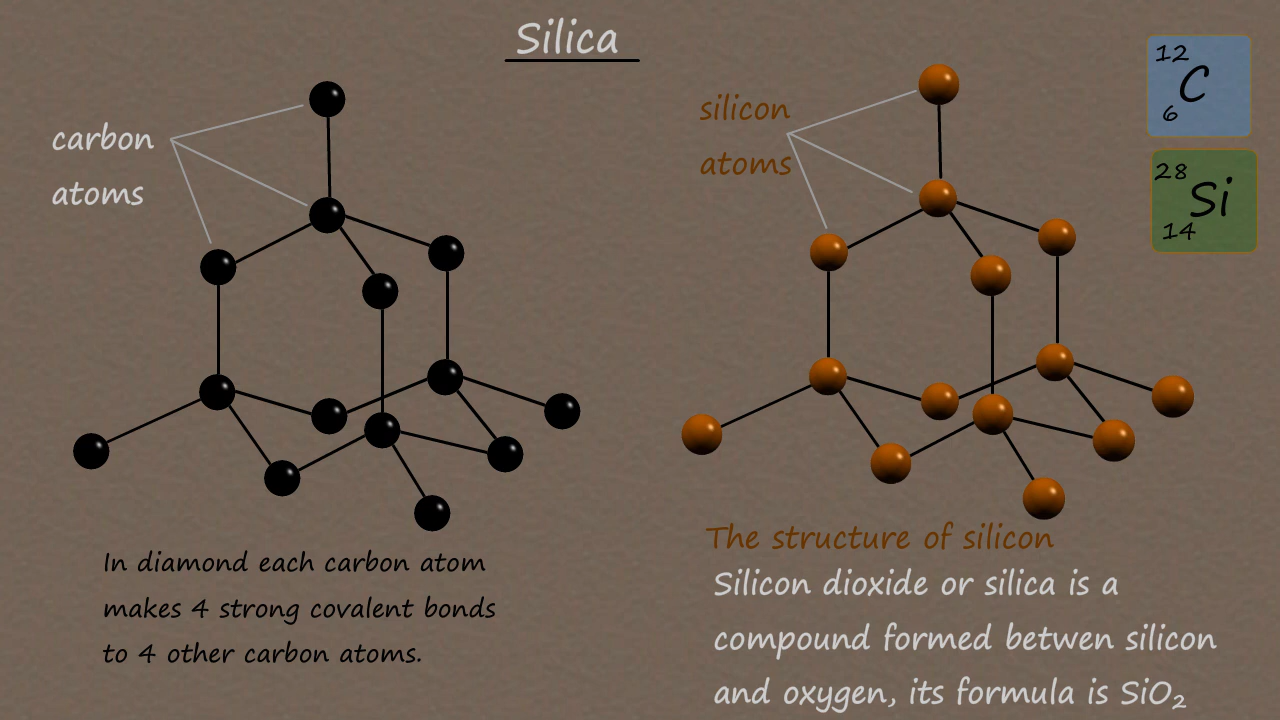 Silica
carbon
atoms
silicon
atoms
12
C
6
28
Si
14
In diamond each carbon atom
makes 4 strong covalent bonds
to 4 other carbon atoms.
The structure of silicon
Silicon dioxide or silica is a
compound formed betwen silicon
and oxygen, its formula is SiO₂